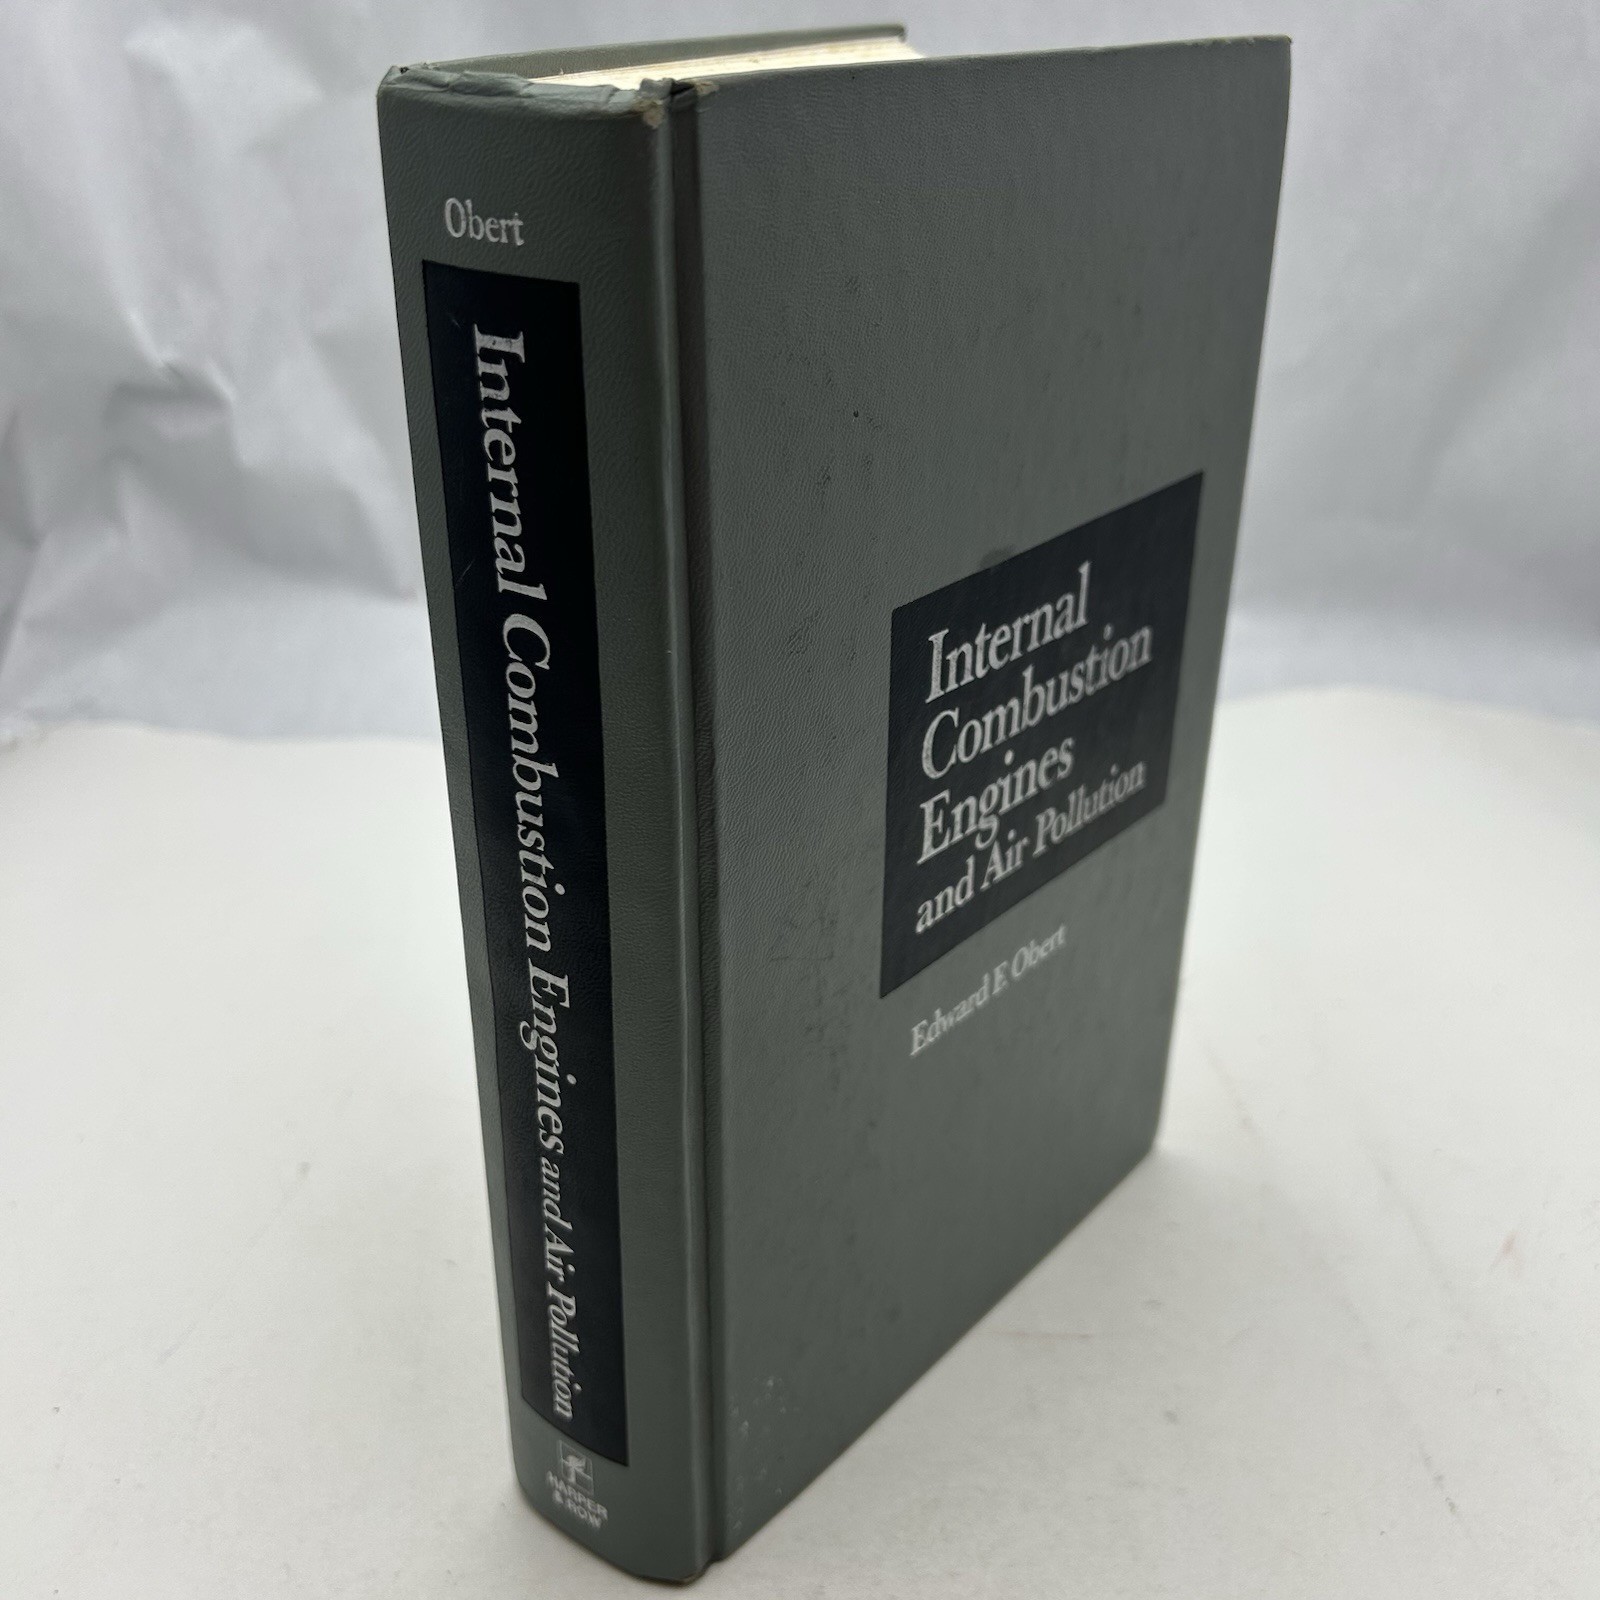 Obert
Internal Combustion Engines and Air Pollution
HARPER
& ROW
Internal
Combustion
Engines
and Air Pollution
Edward F. Obert